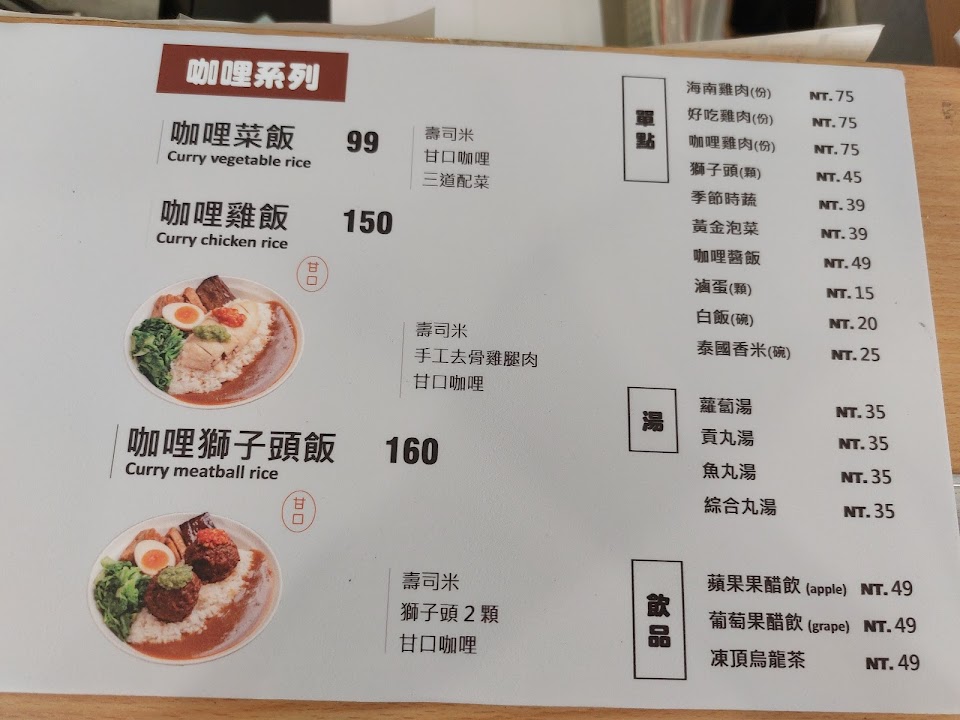 咖哩系列
咖哩菜飯 99
Curry vegetable rice
壽司米
甘口咖哩
三道配菜
咖哩雞飯 150
Curry chicken rice
甘口
壽司米
手工去骨雞腿肉
甘口咖哩
咖哩獅子頭飯 160
Curry meatball rice
甘口
壽司米
獅子頭2顆
甘口咖哩
單點
海南雞肉(份) NT.75
好吃雞肉(份) NT.75
咖哩雞肉(份) NT.75
獅子頭(顆) NT.45
季節時蔬 NT.39
黃金泡菜 NT.39
咖哩醬飯 NT.49
滷蛋(顆) NT.15
白飯(碗) NT.20
泰國香米(碗) NT.25
湯
蘿蔔湯 NT.35
貢丸湯 NT.35
魚丸湯 NT.35
綜合丸湯 NT.35
飲品
蘋果果醋飲(apple) NT.49
葡萄果醋飲(grape) NT.49
凍頂烏龍茶 NT.49